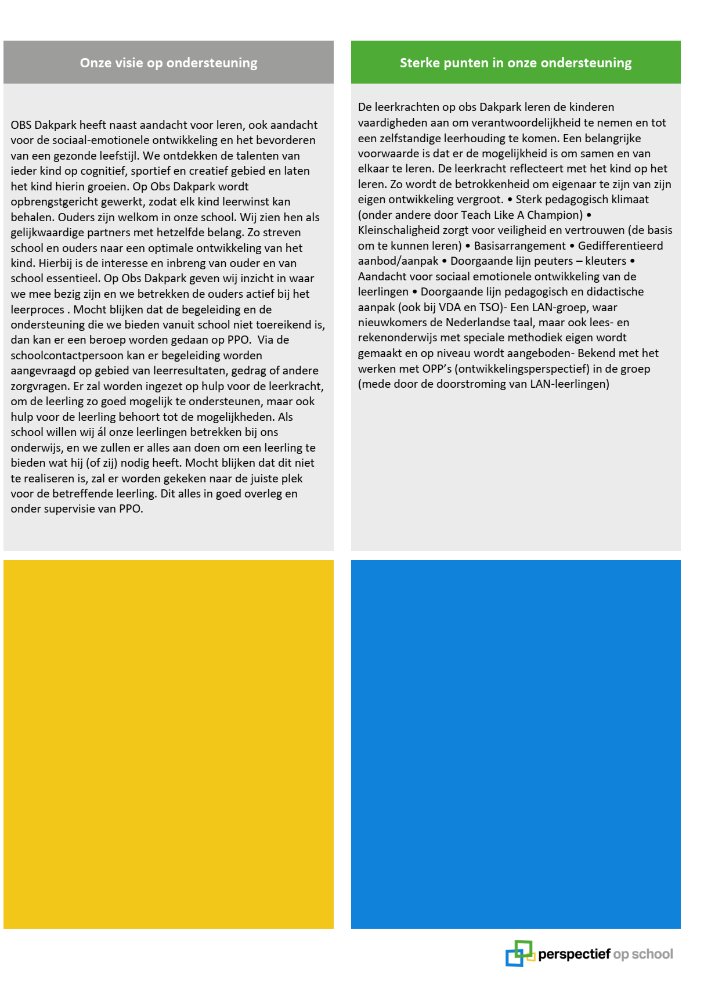 Onze visie op ondersteuning
OBS Dakpark heeft naast aandacht voor leren, ook aandacht
voor de sociaal-emotionele ontwikkeling en het bevorderen
van een gezonde leefstijl. We ontdekken de talenten van
ieder kind op cognitief, sportief en creatief gebied en laten
het kind hierin groeien. Op Obs Dakpark wordt
opbrengstgericht gewerkt, zodat elk kind leerwinst kan
behalen. Ouders zijn welkom in onze school. Wij zien hen als
gelijkwaardige partners met hetzelfde belang. Zo streven
school en ouders naar een optimale ontwikkeling van het
kind. Hierbij is de interesse en inbreng van ouder en van
school essentieel. Op Obs Dakpark geven wij inzicht in waar
we mee bezig zijn en we betrekken de ouders actief bij het
leerproces . Mocht blijken dat de begeleiding en de
ondersteuning die we bieden vanuit school niet toereikend is,
dan kan er een beroep worden gedaan op PPO.  Via de
schoolcontactpersoon kan er begeleiding worden
aangevraagd op gebied van leerresultaten, gedrag of andere
zorgvragen. Er zal worden ingezet op hulp voor de leerkracht,
om de leerling zo goed mogelijk te ondersteunen, maar ook
hulp voor de leerling behoort tot de mogelijkheden. Als
school willen wij ál onze leerlingen betrekken bij ons
onderwijs, en we zullen er alles aan doen om een leerling te
bieden wat hij (of zij) nodig heeft. Mocht blijken dat dit niet
te realiseren is, zal er worden gekeken naar de juiste plek
voor de betreffende leerling. Dit alles in goed overleg en
onder supervisie van PPO.
Sterke punten in onze ondersteuning
De leerkrachten op obs Dakpark leren de kinderen
vaardigheden aan om verantwoordelijkheid te nemen en tot
een zelfstandige leerhouding te komen. Een belangrijke
voorwaarde is dat er de mogelijkheid is om samen en van
elkaar te leren. De leerkracht reflecteert met het kind op het
leren. Zo wordt de betrokkenheid om eigenaar te zijn van zijn
eigen ontwikkeling vergroot. • Sterk pedagogisch klimaat
(onder andere door Teach Like A Champion) •
Kleinschaligheid zorgt voor veiligheid en vertrouwen (de basis
om te kunnen leren) • Basisarrangement • Gedifferentieerd
aanbod/aanpak • Doorgaande lijn peuters – kleuters •
Aandacht voor sociaal emotionele ontwikkeling van de
leerlingen • Doorgaande lijn pedagogisch en didactische
aanpak (ook bij VDA en TSO)- Een LAN-groep, waar
nieuwkomers de Nederlandse taal, maar ook lees- en
rekenonderwijs met speciale methodiek eigen wordt
gemaakt en op niveau wordt aangeboden- Bekend met het
werken met OPP’s (ontwikkelingsperspectief) in de groep
(mede door de doorstroming van LAN-leerlingen)
perspectief op school